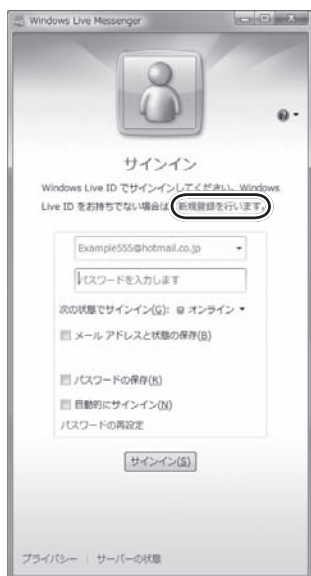 Windows Live Messenger
サインイン
Windows Live ID でサインインしてください。Windows
Live ID をお持ちでない場合は、新規登録を行います。
Example555@hotmail.co.jp
パスワードを入力します
次の状態でサインイン(G): オンライン
メール アドレスと状態の保存(B)
パスワードの保存(R)
自動的にサインイン(N)
パスワードの再設定
サインイン(S)
プライバシー | サーバーの状態